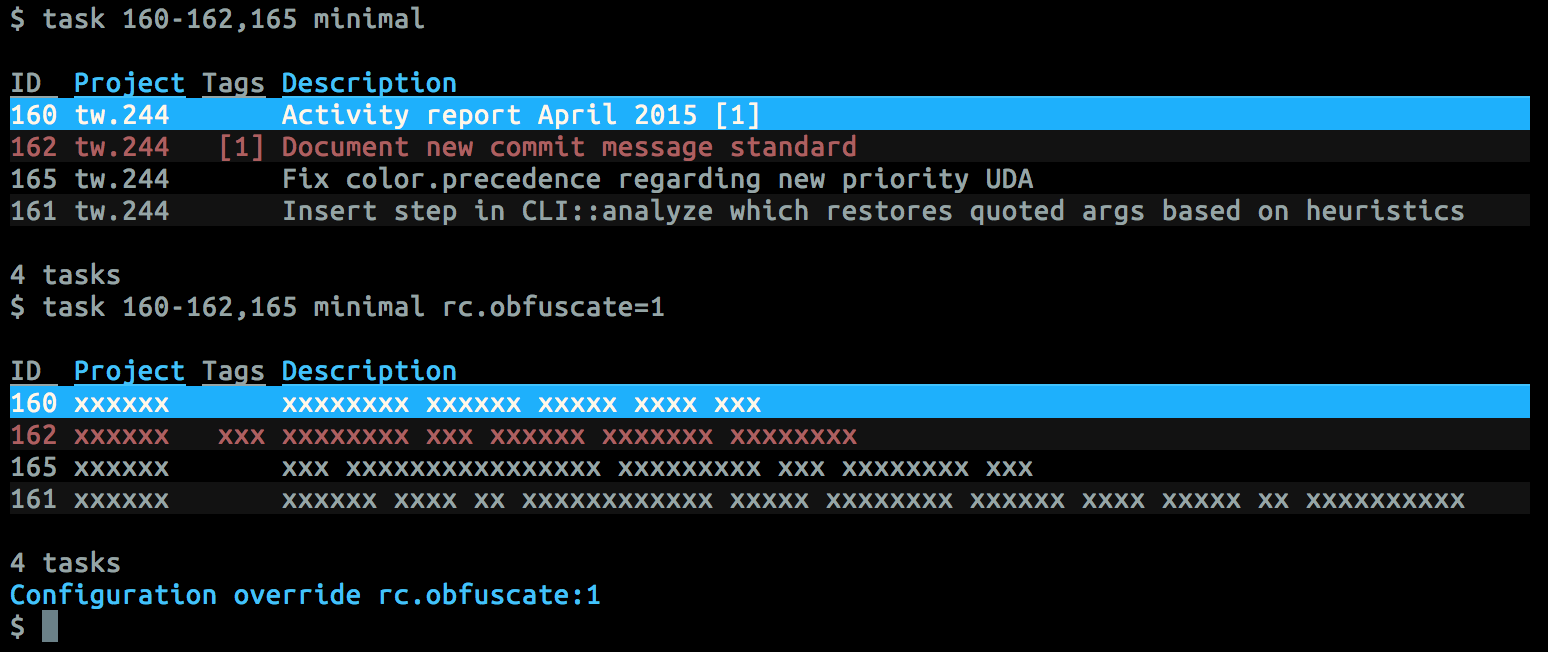 $ task 160-162,165 minimal
ID Project Tags Description
160 tw.244 Activity report April 2015 [1]
162 tw.244 [1] Document new commit message standard
165 tw.244 Fix color.precedence regarding new priority UDA
161 tw.244 Insert step in CLI::analyze which restores quoted args based on heuristics
4 tasks
$ task 160-162,165 minimal rc.obfuscate=1
ID Project Tags Description
160 xxxxxx xxxxxxxx xxxxxx xxxxx xxxx xxx
162 xxxxxx xxx xxxxxxxx xxx xxxxxx xxxxxxx xxxxxxxx
165 xxxxxx xxx xxxxxxxxxxxxxxxx xxxxxxxxx xxx xxxxxxxx xxx
161 xxxxxx xxxxxx xxxx xx xxxxxxxxxxxx xxxxx xxxxxxxx xxxxxx xxxx xxxxx xx xxxxxxxxxx
4 tasks
Configuration override rc.obfuscate:1
$